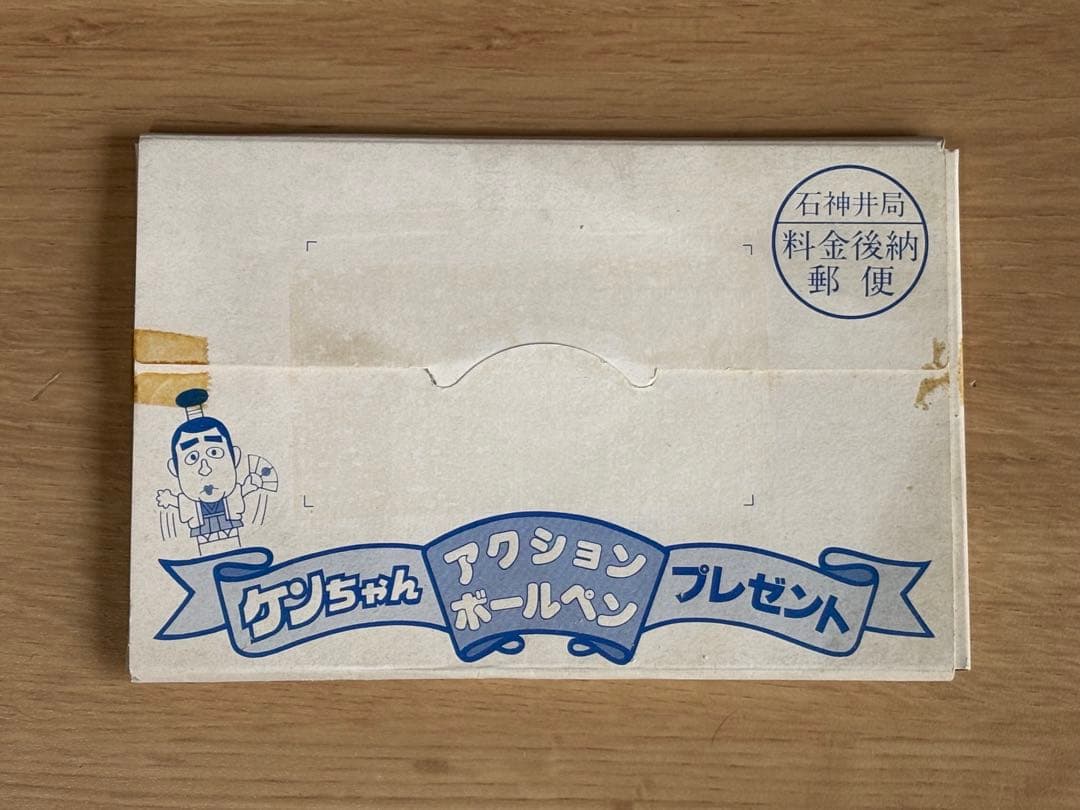 石神井局
料金後納
郵便
ケンちゃん
アクション
ボールペン
プレゼント